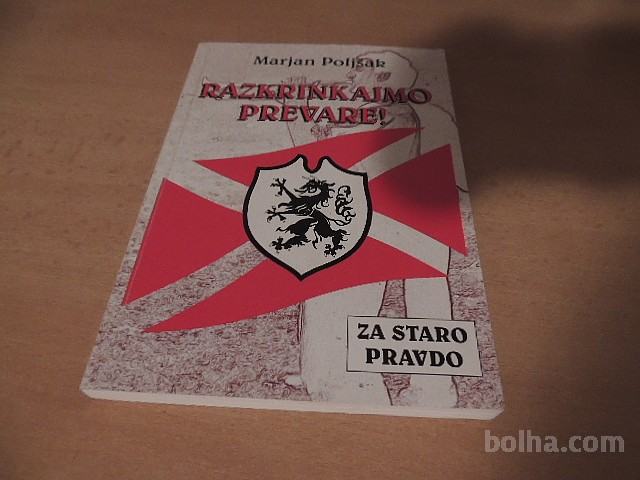 Marjan Poljšak
RAZKRINKAJMO
PREVARE!
ZA STARO
PRAVDO
bolha.com